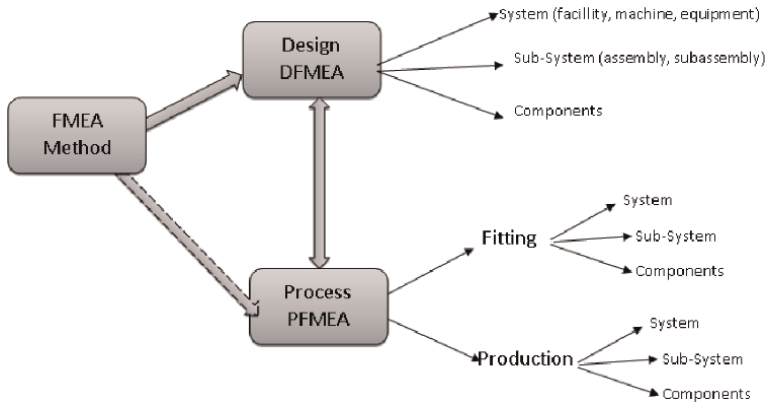 Design
DFMEA
System (facillity, machine, equipment)
Sub-System (assembly, subassembly)
Components
FMEA
Method
Process
PFMEA
Fitting
System
Sub-System
Components
Production
System
Sub-System
Components